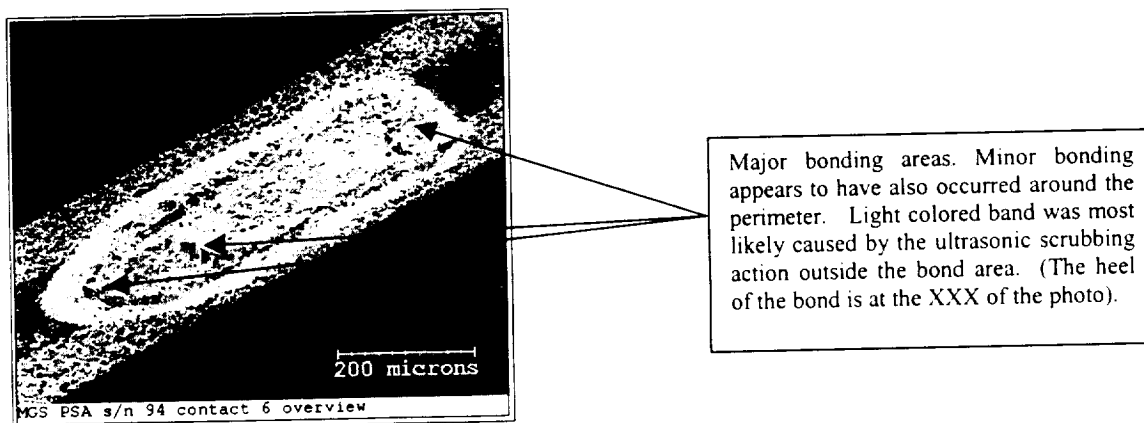 200 microns
MGS PSA s/n 94 contact 6 overview
Major bonding areas. Minor bonding
appears to have also occurred around the
perimeter. Light colored band was most
likely caused by the ultrasonic scrubbing
action outside the bond area. (The heel
of the bond is at the XXX of the photo).